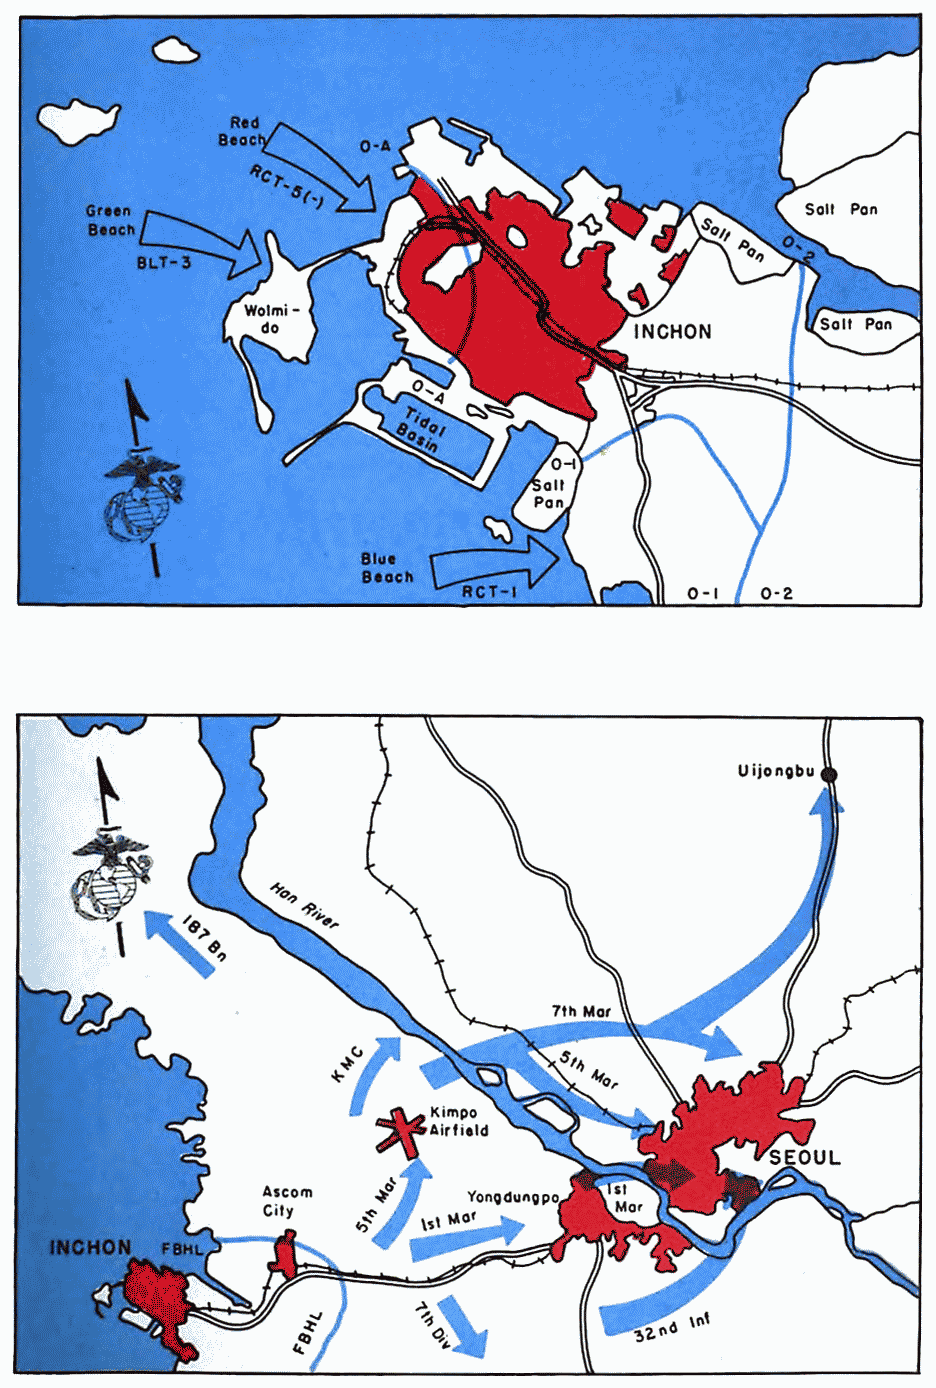 Red
Beach
RCT-5(-)
O-A
Green
Beach
BLT-3
Wolmi-
do
Salt Pan
Salt Pan
O-2
Salt Pan
INCHON
O-A
Tidal
Basin
O-1
Salt
Pan
Blue
Beach
RCT-1
O-1
O-2
Uijongbu
Han River
187 Bn
7th Mar
KMC
5th Mar
Kimpo
Airfield
SEOUL
Ascom
City
5th Mar
Yongdungpo
1st
Mar
1st Mar
INCHON
FBHL
FBHL
7th Div
32nd Inf